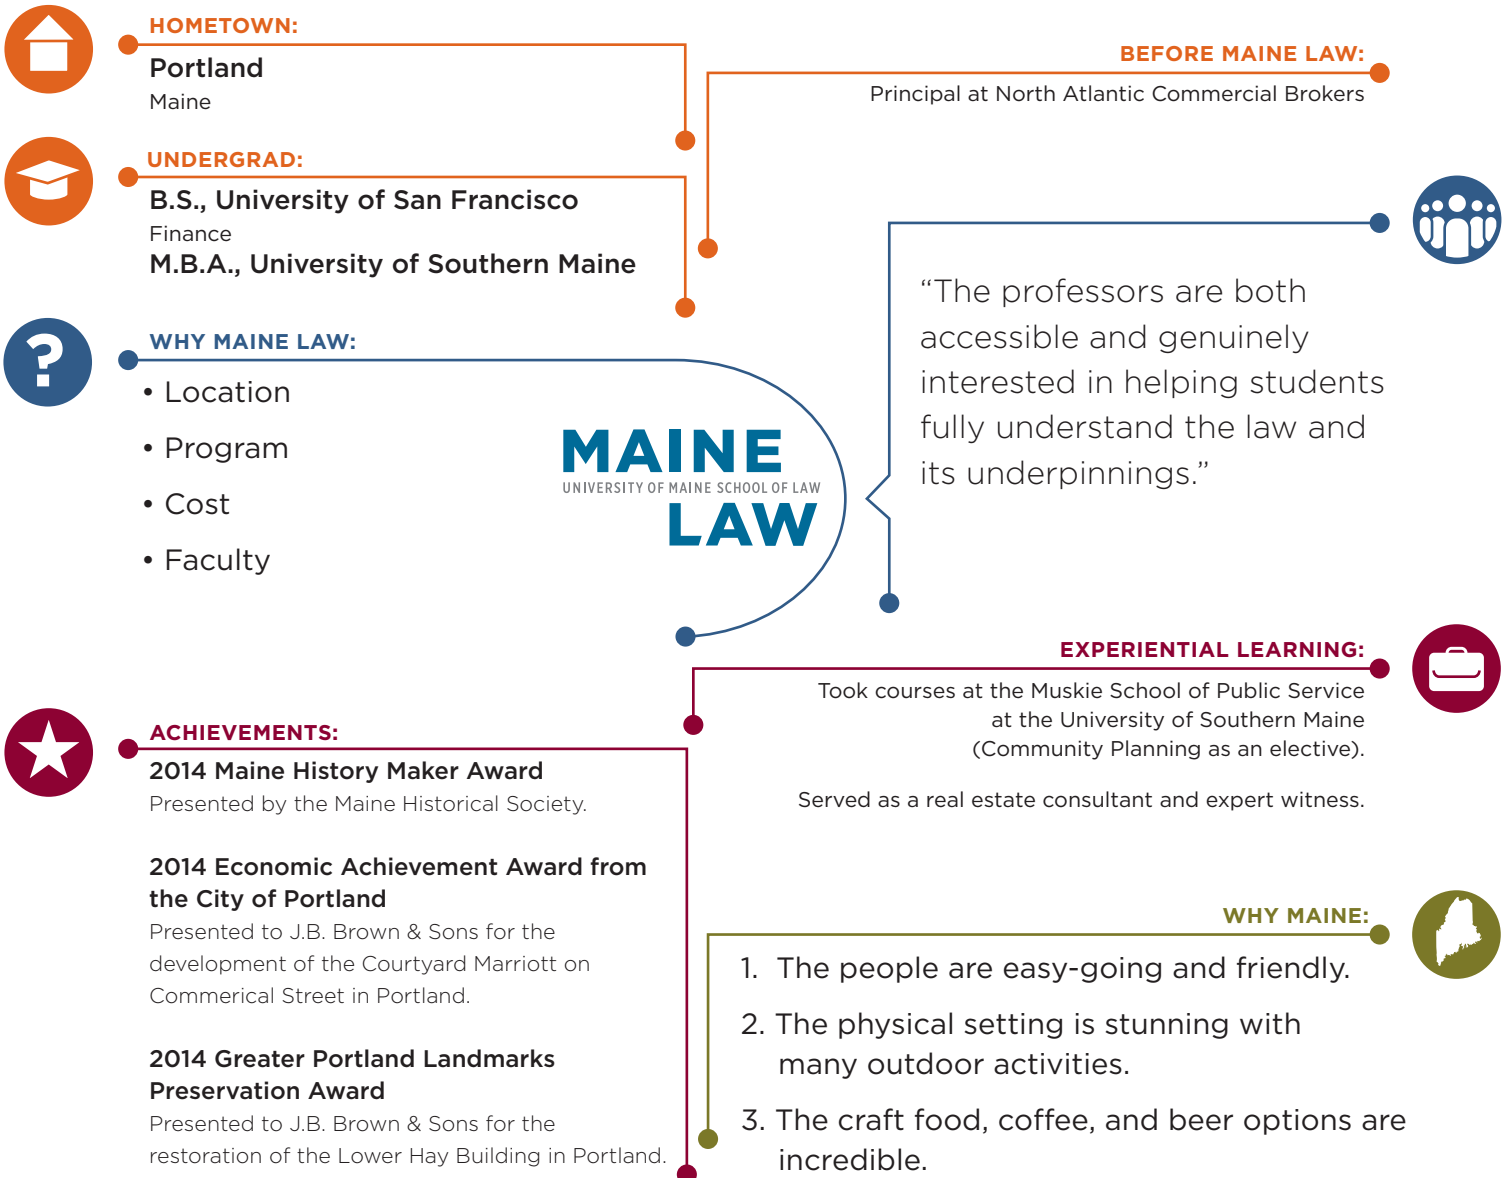 HOMETOWN:
Portland
Maine
UNDERGRAD:
B.S., University of San Francisco
Finance
M.B.A., University of Southern Maine
WHY MAINE LAW:
• Location
• Program
• Cost
• Faculty
MAINE
UNIVERSITY OF MAINE SCHOOL OF LAW
LAW
ACHIEVEMENTS:
2014 Maine History Maker Award
Presented by the Maine Historical Society.
2014 Economic Achievement Award from
the City of Portland
Presented to J.B. Brown & Sons for the
development of the Courtyard Marriott on
Commerical Street in Portland.
2014 Greater Portland Landmarks
Preservation Award
Presented to J.B. Brown & Sons for the
restoration of the Lower Hay Building in Portland.
BEFORE MAINE LAW:
Principal at North Atlantic Commercial Brokers
“The professors are both
accessible and genuinely
interested in helping students
fully understand the law and
its underpinnings.”
EXPERIENTIAL LEARNING:
Took courses at the Muskie School of Public Service
at the University of Southern Maine
(Community Planning as an elective).
Served as a real estate consultant and expert witness.
WHY MAINE:
1. The people are easy-going and friendly.
2. The physical setting is stunning with
many outdoor activities.
3. The craft food, coffee, and beer options are
incredible.